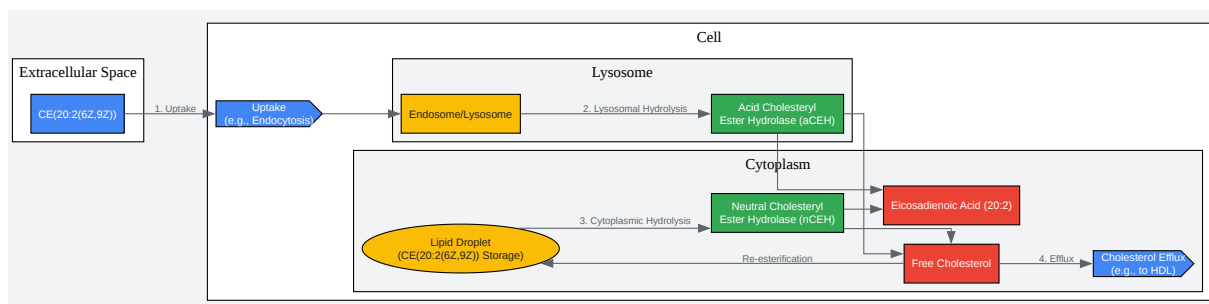 Cell
Extracellular Space
Lysosome
CE(20:2(6Z,9Z))
1. Uptake
Uptake
(e.g., Endocytosis)
Endosome/Lysosome
2. Lysosomal Hydrolysis
Acid Cholesteryl
Ester Hydrolase (aCEH)
Cytoplasm
Eicosadienoic Acid (20:2)
Neutral Cholesteryl
Ester Hydrolase (nCEH)
3. Cytoplasmic Hydrolysis
Lipid Droplet
(CE(20:2(6Z,9Z)) Storage)
Re-esterification
Free Cholesterol
4. Efflux
Cholesterol Efflux
(e.g., to HDL)